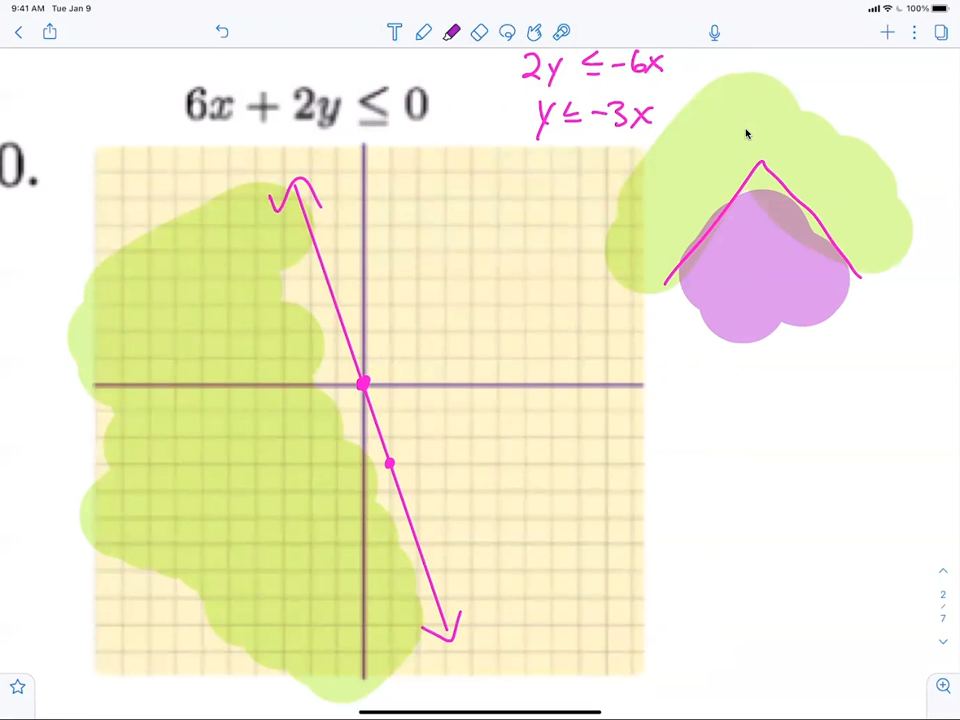 9:41 AM Tue Jan 9
100%
T
2y ≤ -6x
6x + 2y ≤ 0
y ≤ -3x
0.
2
/
7